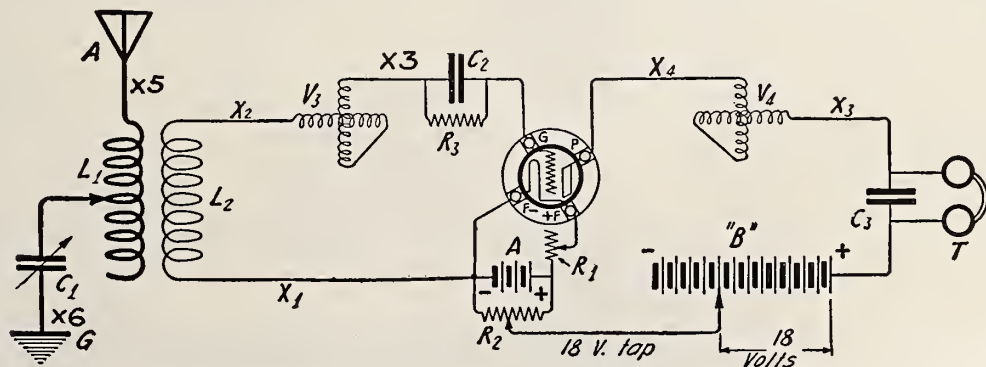 A
X5
L1
C1
X6
G
X2
L2
X1
V3
X3
C2
R3
G
P
F-
+F
A
-
+
R1
R2
X4
V4
X3
C3
T
"B"
-
+
18 V. tap
18
Volts